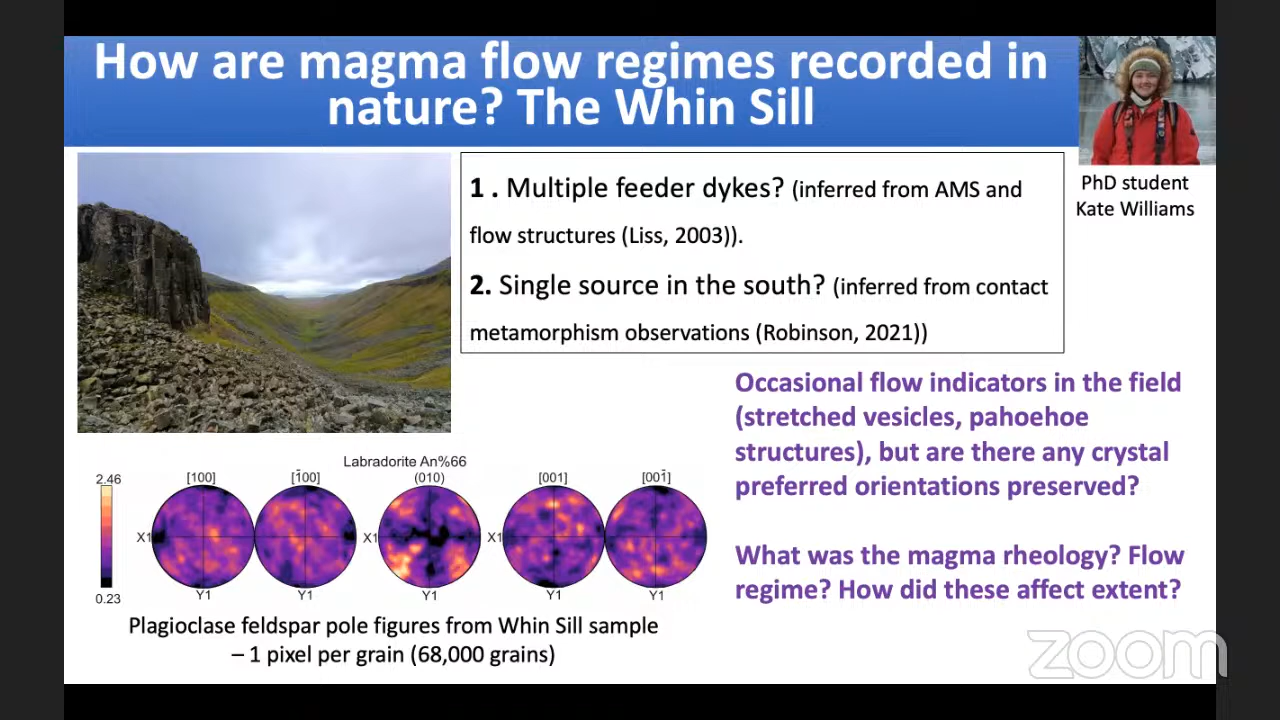 How are magma flow regimes recorded in
nature? The Whin Sill
PhD student
Kate Williams
1 . Multiple feeder dykes? (inferred from AMS and
flow structures (Liss, 2003)).
2. Single source in the south? (inferred from contact
metamorphism observations (Robinson, 2021))
Occasional flow indicators in the field
(stretched vesicles, pahoehoe
structures), but are there any crystal
preferred orientations preserved?
What was the magma rheology? Flow
regime? How did these affect extent?
Labradorite An%66
2.46
[100]
[1̄00]
(010)
[001]
[001̄]
X1
X1
X1
0.23
Y1
Y1
Y1
Y1
Y1
Plagioclase feldspar pole figures from Whin Sill sample
– 1 pixel per grain (68,000 grains)
zoom